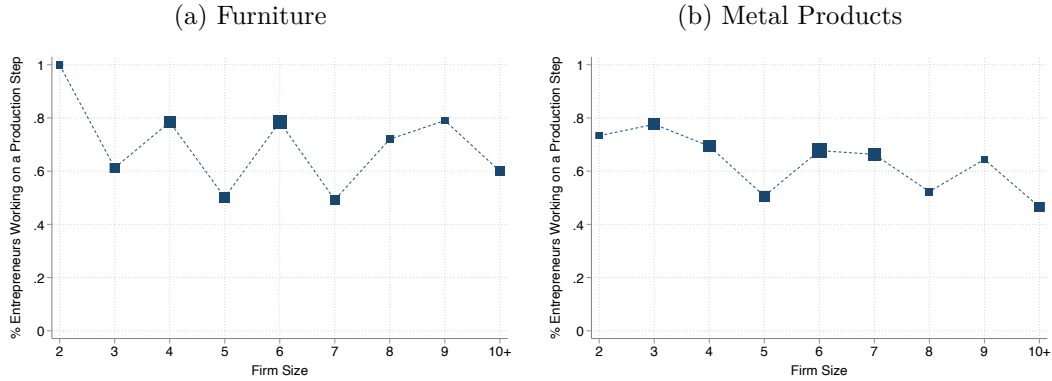 (a) Furniture
% Entrepreneurs Working on a Production Step
1
.8
.6
.4
.2
0
2 3 4 5 6 7 8 9 10+
Firm Size
(b) Metal Products
% Entrepreneurs Working on a Production Step
1
.8
.6
.4
.2
0
2 3 4 5 6 7 8 9 10+
Firm Size